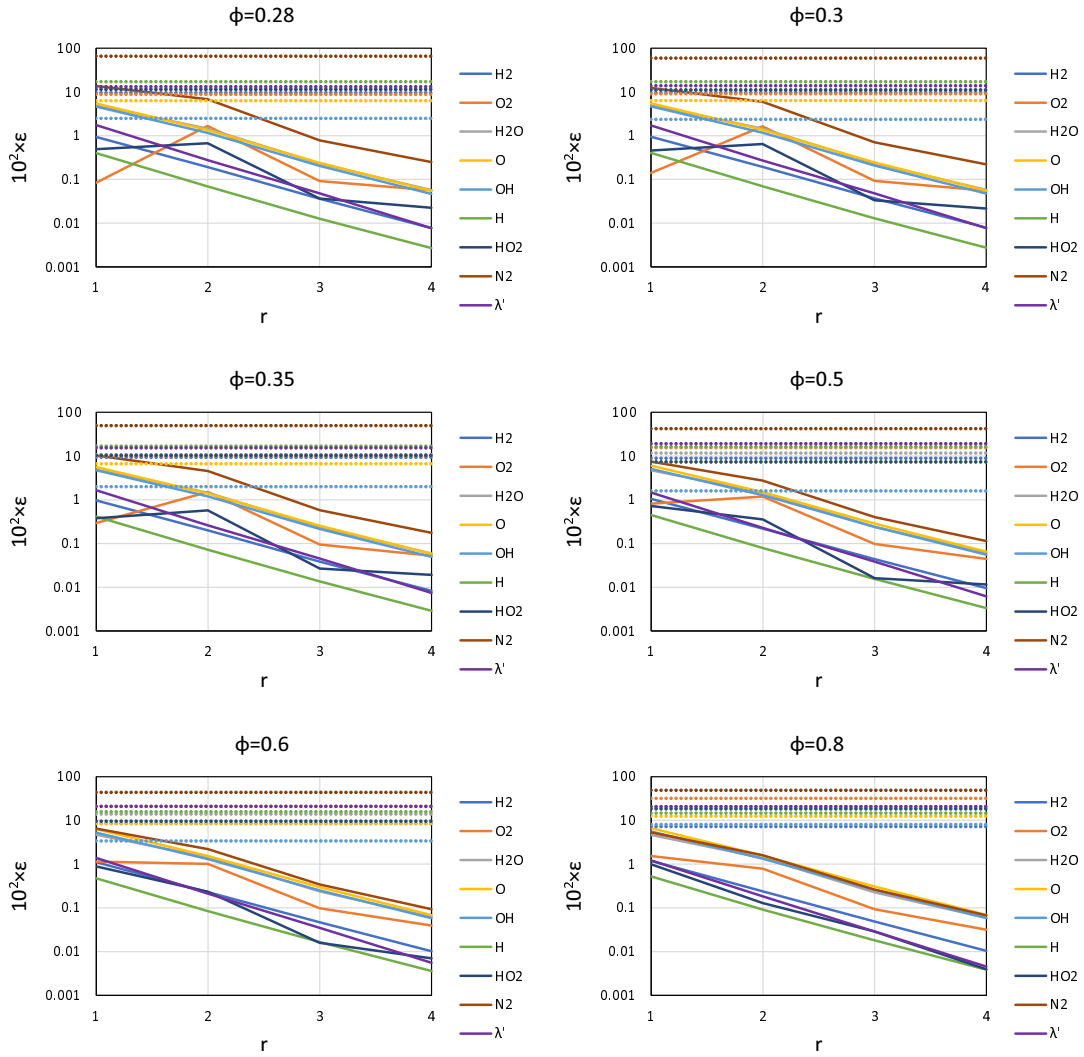 ϕ=0.28
10²×ε
100
10
1
0.1
0.01
0.001
1 2 3 4
r
H2
O2
H2O
O
OH
H
HO2
N2
λ'
ϕ=0.3
10²×ε
100
10
1
0.1
0.01
0.001
1 2 3 4
r
H2
O2
H2O
O
OH
H
HO2
N2
λ'
ϕ=0.35
10²×ε
100
10
1
0.1
0.01
0.001
1 2 3 4
r
H2
O2
H2O
O
OH
H
HO2
N2
λ'
ϕ=0.5
10²×ε
100
10
1
0.1
0.01
0.001
1 2 3 4
r
H2
O2
H2O
O
OH
H
HO2
N2
λ'
ϕ=0.6
10²×ε
100
10
1
0.1
0.01
0.001
1 2 3 4
r
H2
O2
H2O
O
OH
H
HO2
N2
λ'
ϕ=0.8
10²×ε
100
10
1
0.1
0.01
0.001
1 2 3 4
r
H2
O2
H2O
O
OH
H
HO2
N2
λ'